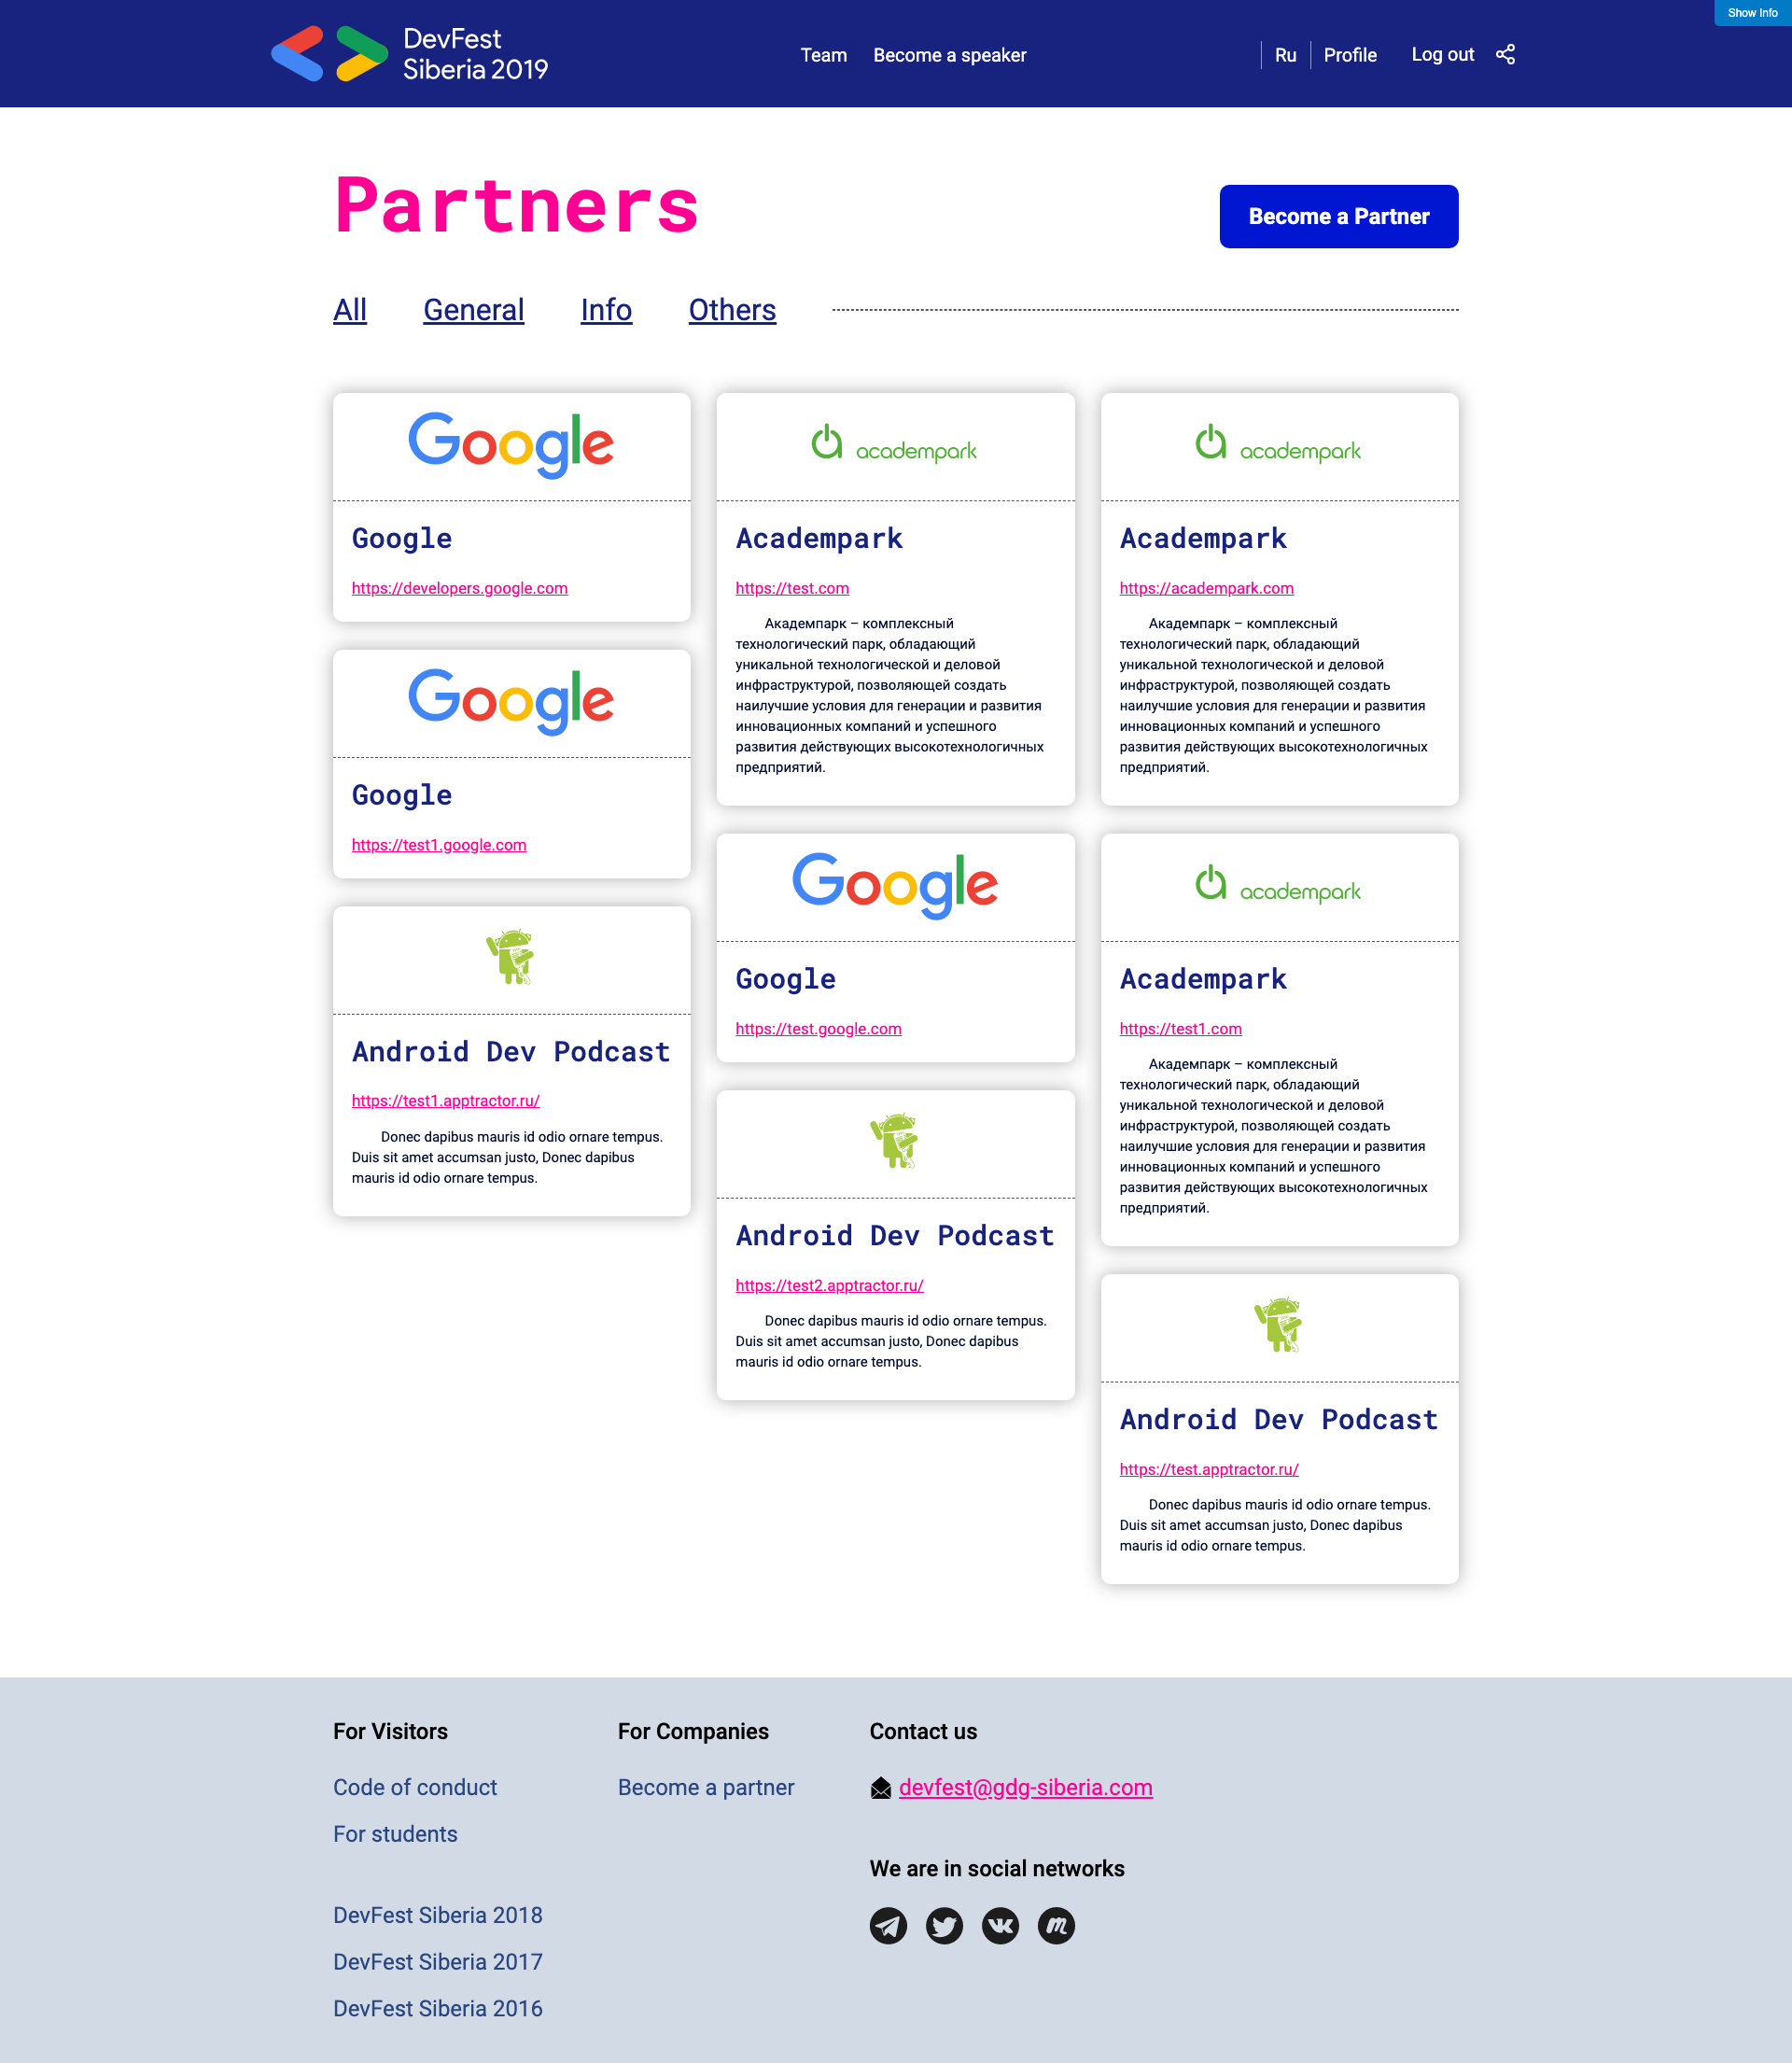 Show Info
DevFest
Siberia 2019
Team Become a speaker
Ru Profile Log out
Partners
Become a Partner
All General Info Others
Google
Google
https://developers.google.com
Google
Google
https://test1.google.com
Android Dev Podcast
https://test1.apptractor.ru/
Donec dapibus mauris id odio ornare tempus.
Duis sit amet accumsan justo, Donec dapibus
mauris id odio ornare tempus.
academpark
Academpark
https://test.com
Академпарк – комплексный
технологический парк, обладающий
уникальной технологической и деловой
инфраструктурой, позволяющей создать
наилучшие условия для генерации и развития
инновационных компаний и успешного
развития действующих высокотехнологичных
предприятий.
Google
Google
https://test.google.com
Android Dev Podcast
https://test2.apptractor.ru/
Donec dapibus mauris id odio ornare tempus.
Duis sit amet accumsan justo, Donec dapibus
mauris id odio ornare tempus.
academpark
Academpark
https://academpark.com
Академпарк – комплексный
технологический парк, обладающий
уникальной технологической и деловой
инфраструктурой, позволяющей создать
наилучшие условия для генерации и развития
инновационных компаний и успешного
развития действующих высокотехнологичных
предприятий.
academpark
Academpark
https://test1.com
Академпарк – комплексный
технологический парк, обладающий
уникальной технологической и деловой
инфраструктурой, позволяющей создать
наилучшие условия для генерации и развития
инновационных компаний и успешного
развития действующих высокотехнологичных
предприятий.
Android Dev Podcast
https://test.apptractor.ru/
Donec dapibus mauris id odio ornare tempus.
Duis sit amet accumsan justo, Donec dapibus
mauris id odio ornare tempus.
For Visitors
Code of conduct
For students
DevFest Siberia 2018
DevFest Siberia 2017
DevFest Siberia 2016
For Companies
Become a partner
Contact us
devfest@gdg-siberia.com
We are in social networks